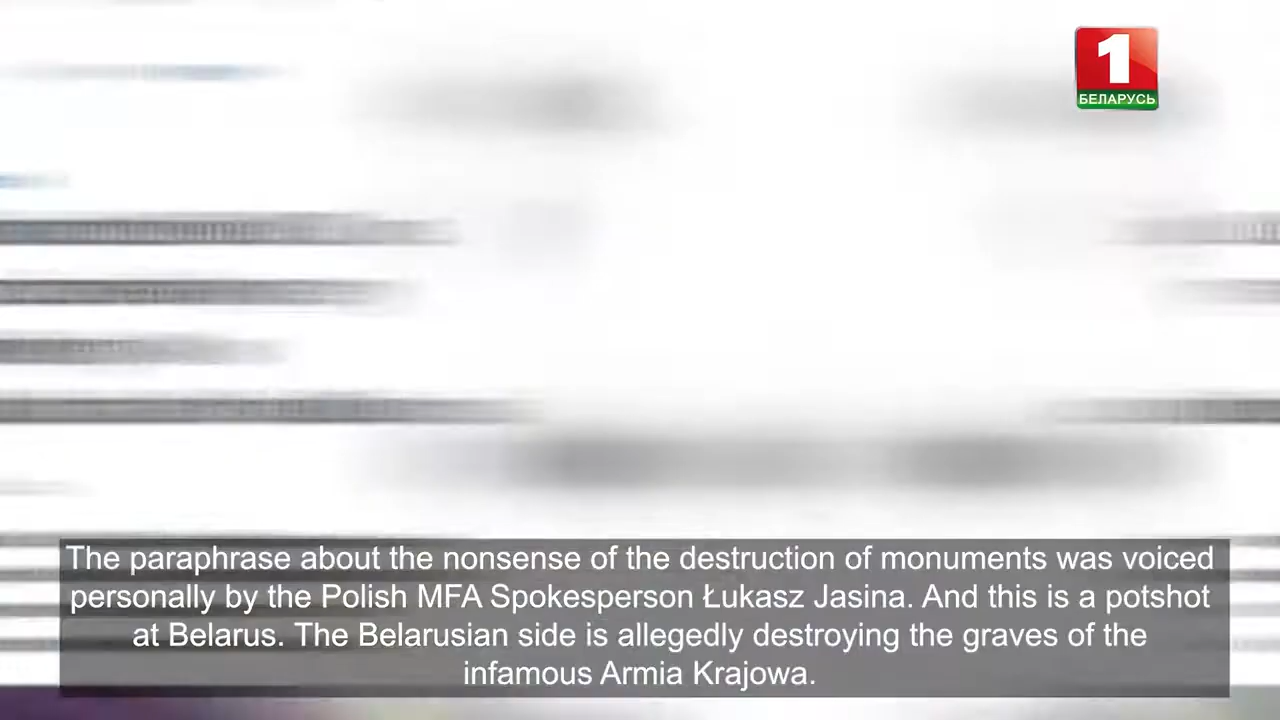 1
БЕЛАРУСЬ
The paraphrase about the nonsense of the destruction of monuments was voiced
personally by the Polish MFA Spokesperson Łukasz Jasina. And this is a potshot
at Belarus. The Belarusian side is allegedly destroying the graves of the
infamous Armia Krajowa.